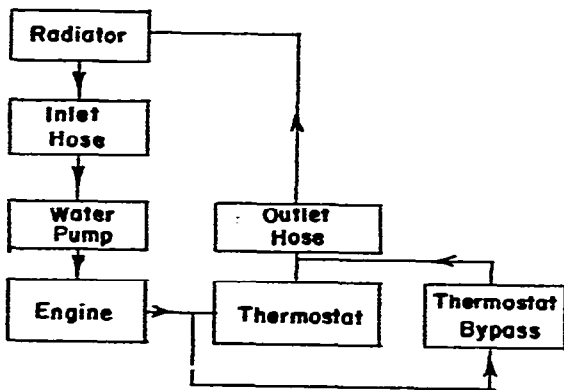 Radiator
Inlet
Hose
Water
Pump
Outlet
Hose
Engine
Thermostat
Thermostat
Bypass